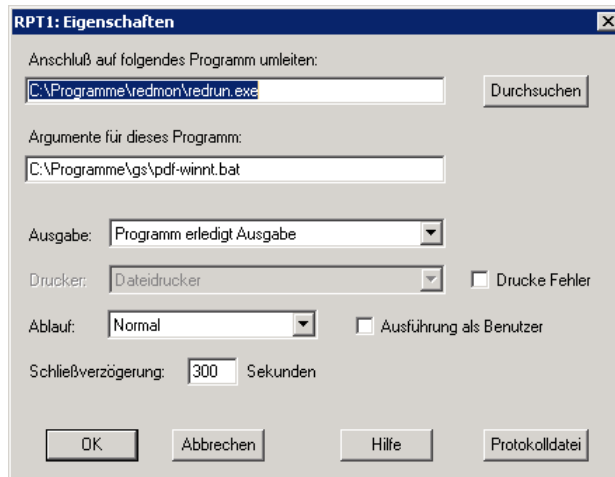 RPT1: Eigenschaften
Anschluß auf folgendes Programm umleiten:
C:\Programme\redmon\redrun.exe
Durchsuchen
Argumente für dieses Programm:
C:\Programme\gs\pdf-winnt.bat
Ausgabe: Programm erledigt Ausgabe
Drucker: Dateidrucker Drucke Fehler
Ablauf: Normal Ausführung als Benutzer
Schließverzögerung: 300 Sekunden
OK Abbrechen Hilfe Protokolldatei